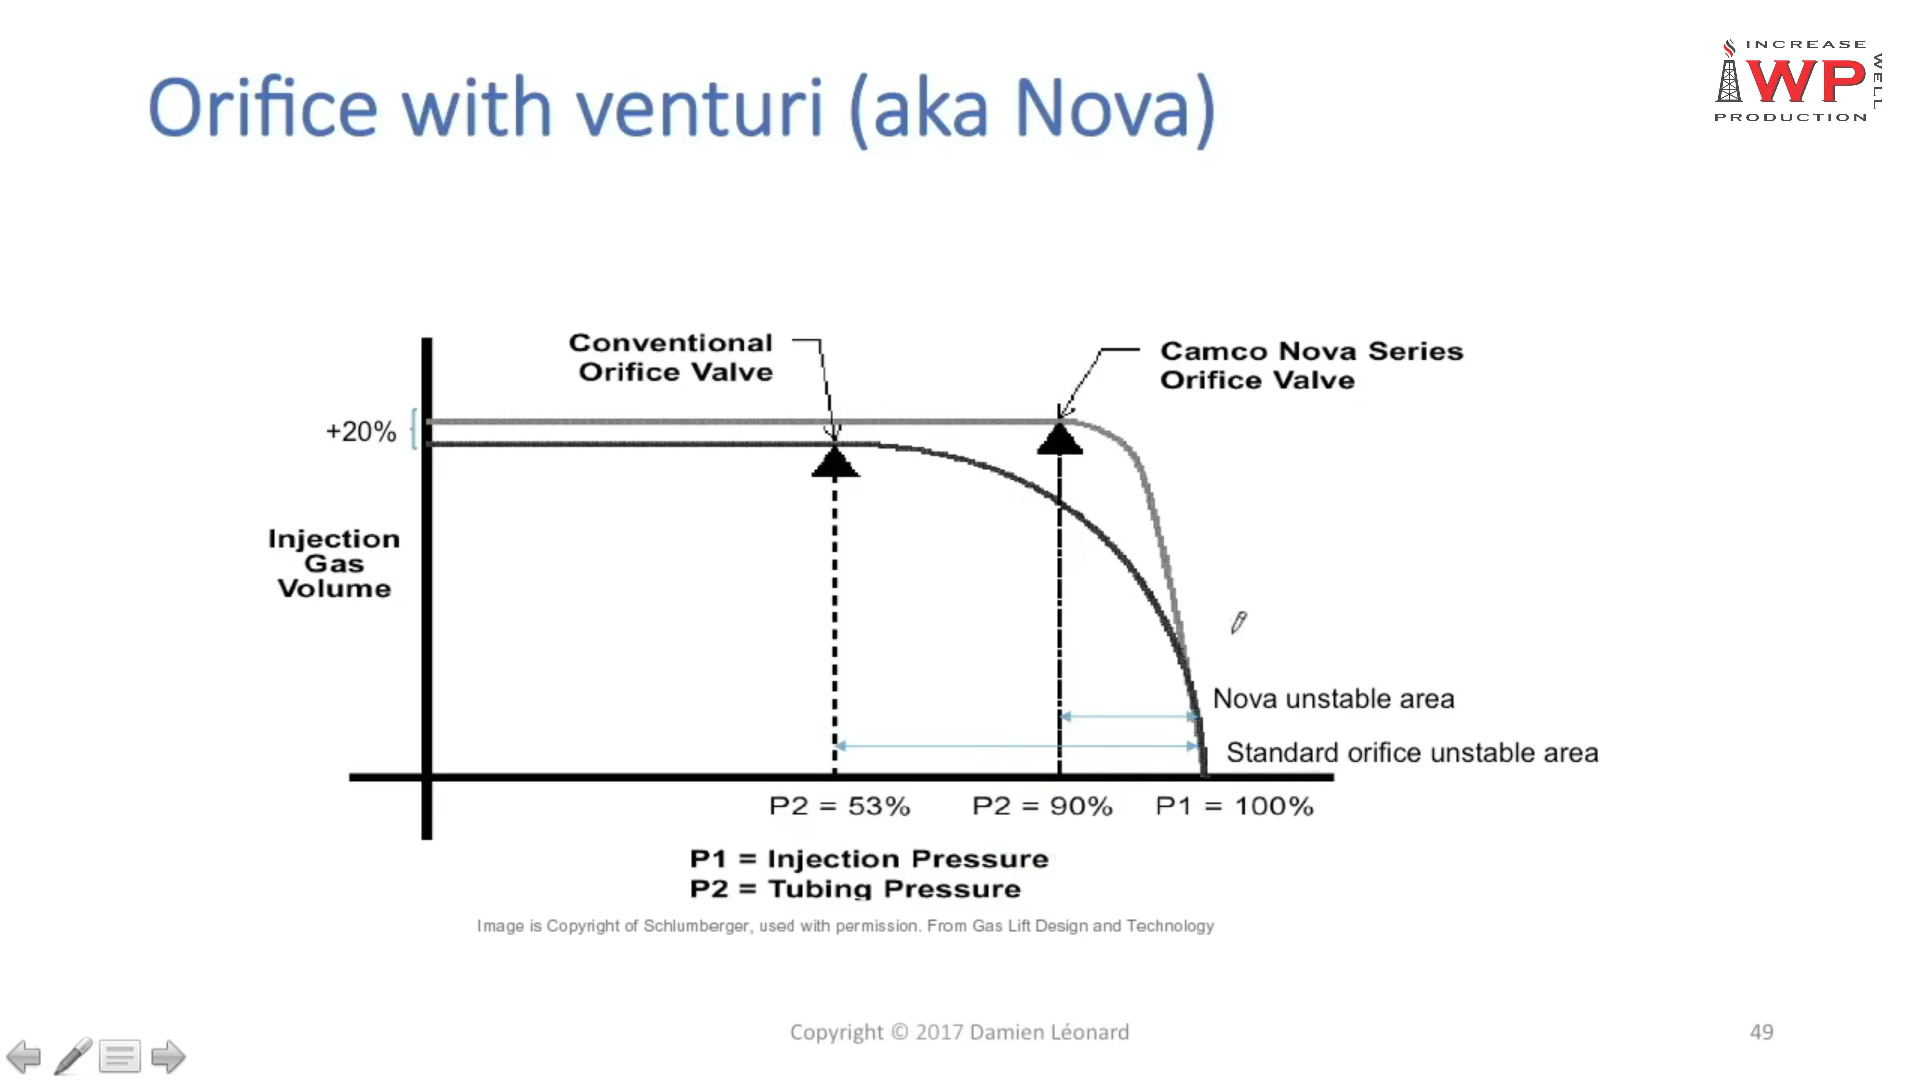 Orifice with venturi (aka Nova)
INCREASE
WELL
WP
PRODUCTION
Conventional
Orifice Valve
Camco Nova Series
Orifice Valve
+20%
Injection
Gas
Volume
Nova unstable area
Standard orifice unstable area
P2 = 53%
P2 = 90%
P1 = 100%
P1 = Injection Pressure
P2 = Tubing Pressure
Image is Copyright of Schlumberger, used with permission. From Gas Lift Design and Technology
Copyright © 2017 Damien Léonard
49